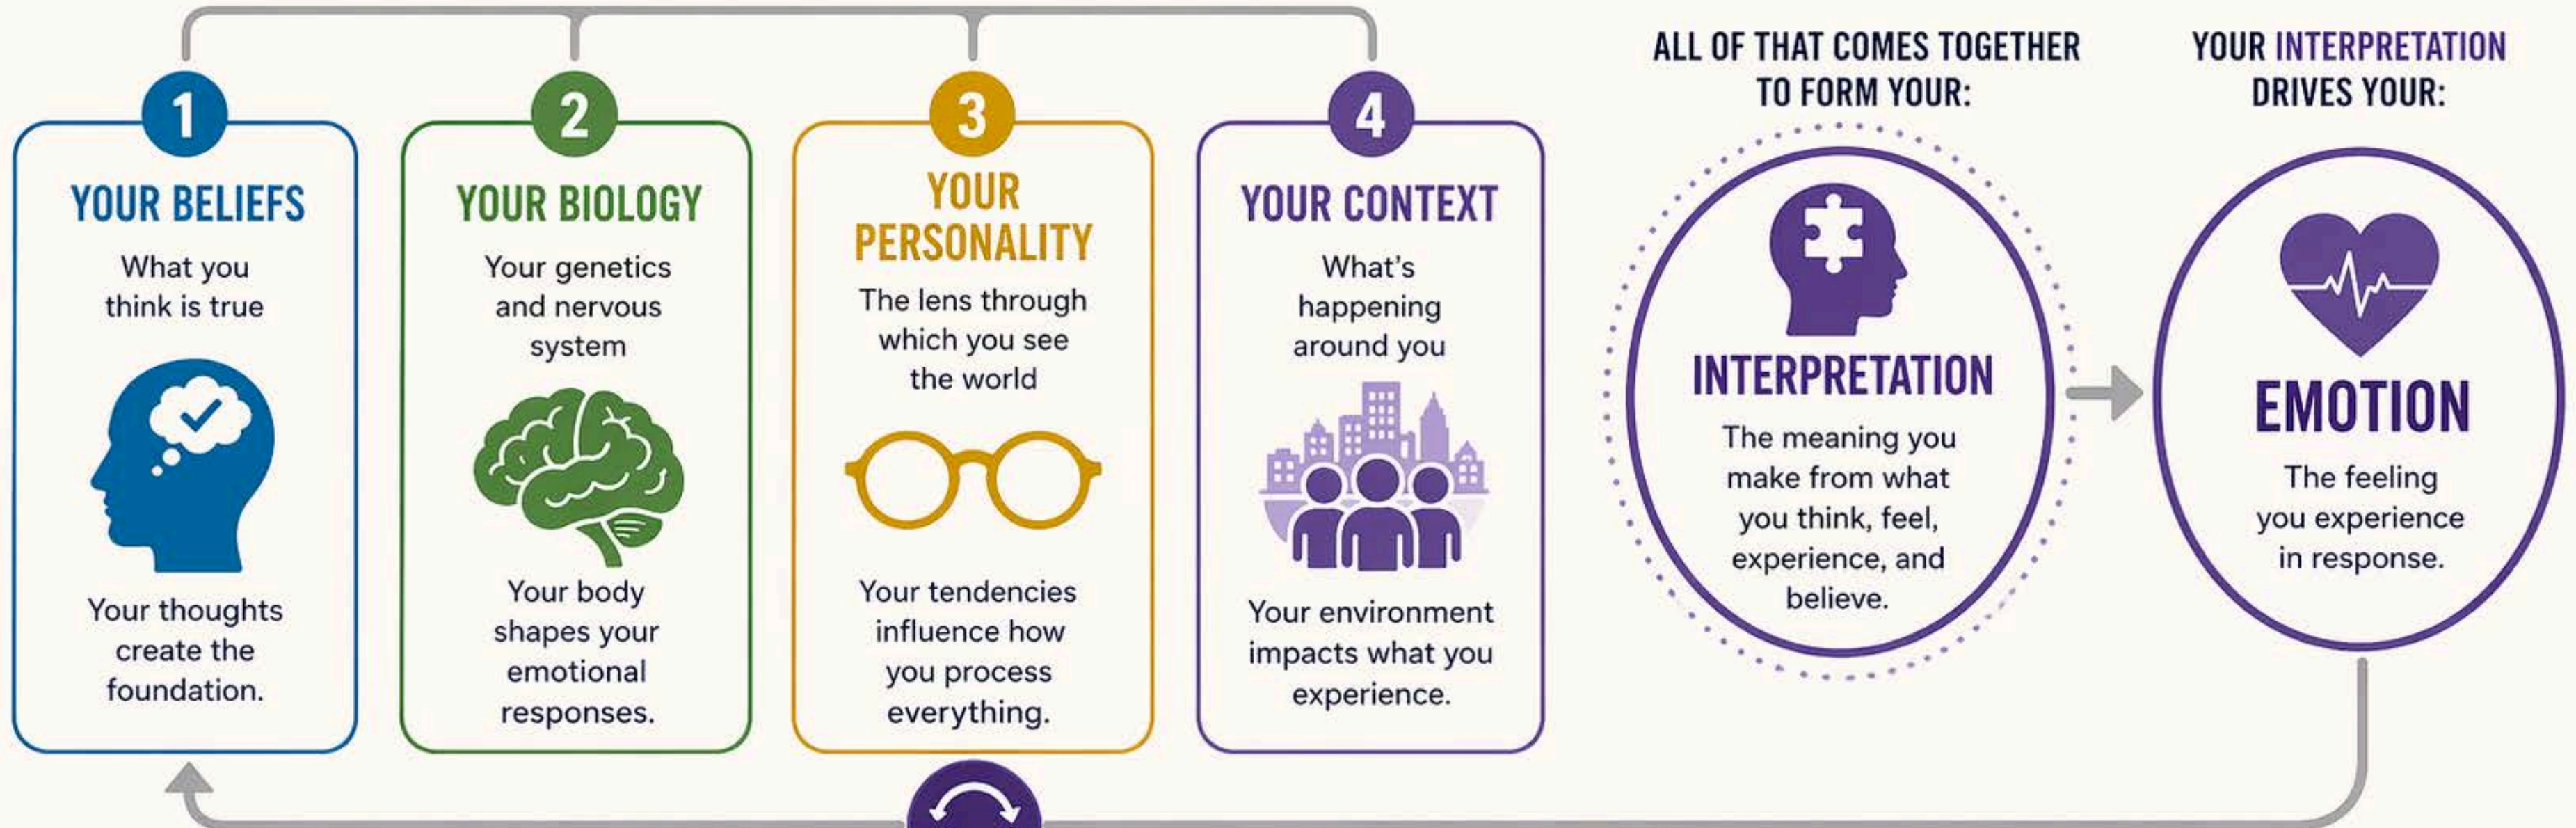 1
YOUR BELIEFS
What you
think is true
Your thoughts
create the
foundation.
2
YOUR BIOLOGY
Your genetics
and nervous
system
Your body
shapes your
emotional
responses.
3
YOUR
PERSONALITY
The lens through
which you see
the world
Your tendencies
influence how
you process
everything.
4
YOUR CONTEXT
What's
happening
around you
Your environment
impacts what you
experience.
ALL OF THAT COMES TOGETHER
TO FORM YOUR:
INTERPRETATION
The meaning you
make from what
you think, feel,
experience, and
believe.
YOUR INTERPRETATION
DRIVES YOUR:
EMOTION
The feeling
you experience
in response.